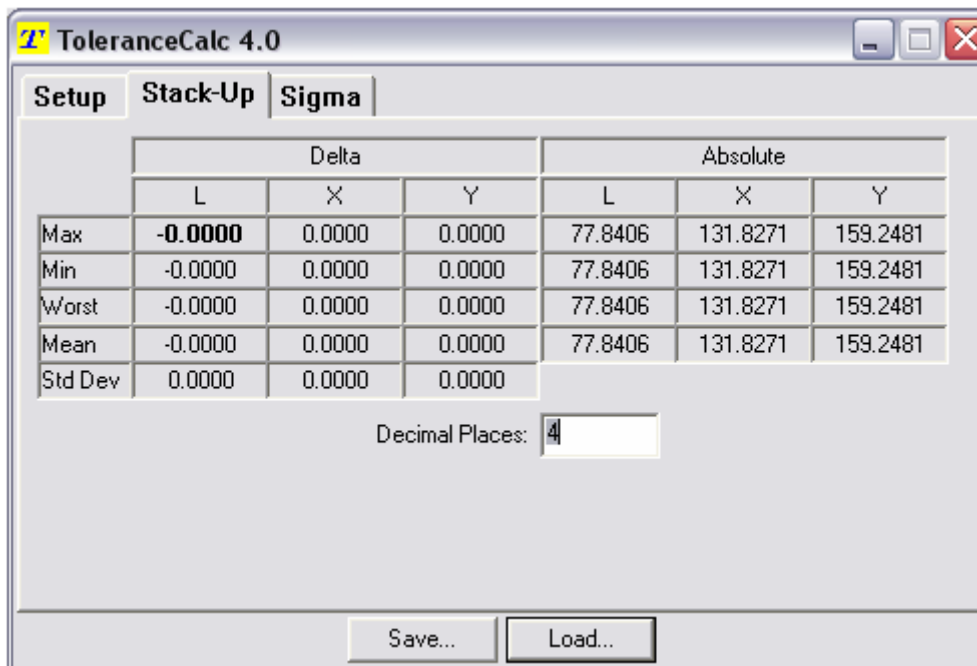 T ToleranceCalc 4.0
Setup Stack-Up Sigma
Delta Absolute
L X Y L X Y
Max -0.0000 0.0000 0.0000 77.8406 131.8271 159.2481
Min -0.0000 0.0000 0.0000 77.8406 131.8271 159.2481
Worst -0.0000 0.0000 0.0000 77.8406 131.8271 159.2481
Mean -0.0000 0.0000 0.0000 77.8406 131.8271 159.2481
Std Dev 0.0000 0.0000 0.0000
Decimal Places: 4
Save... Load...